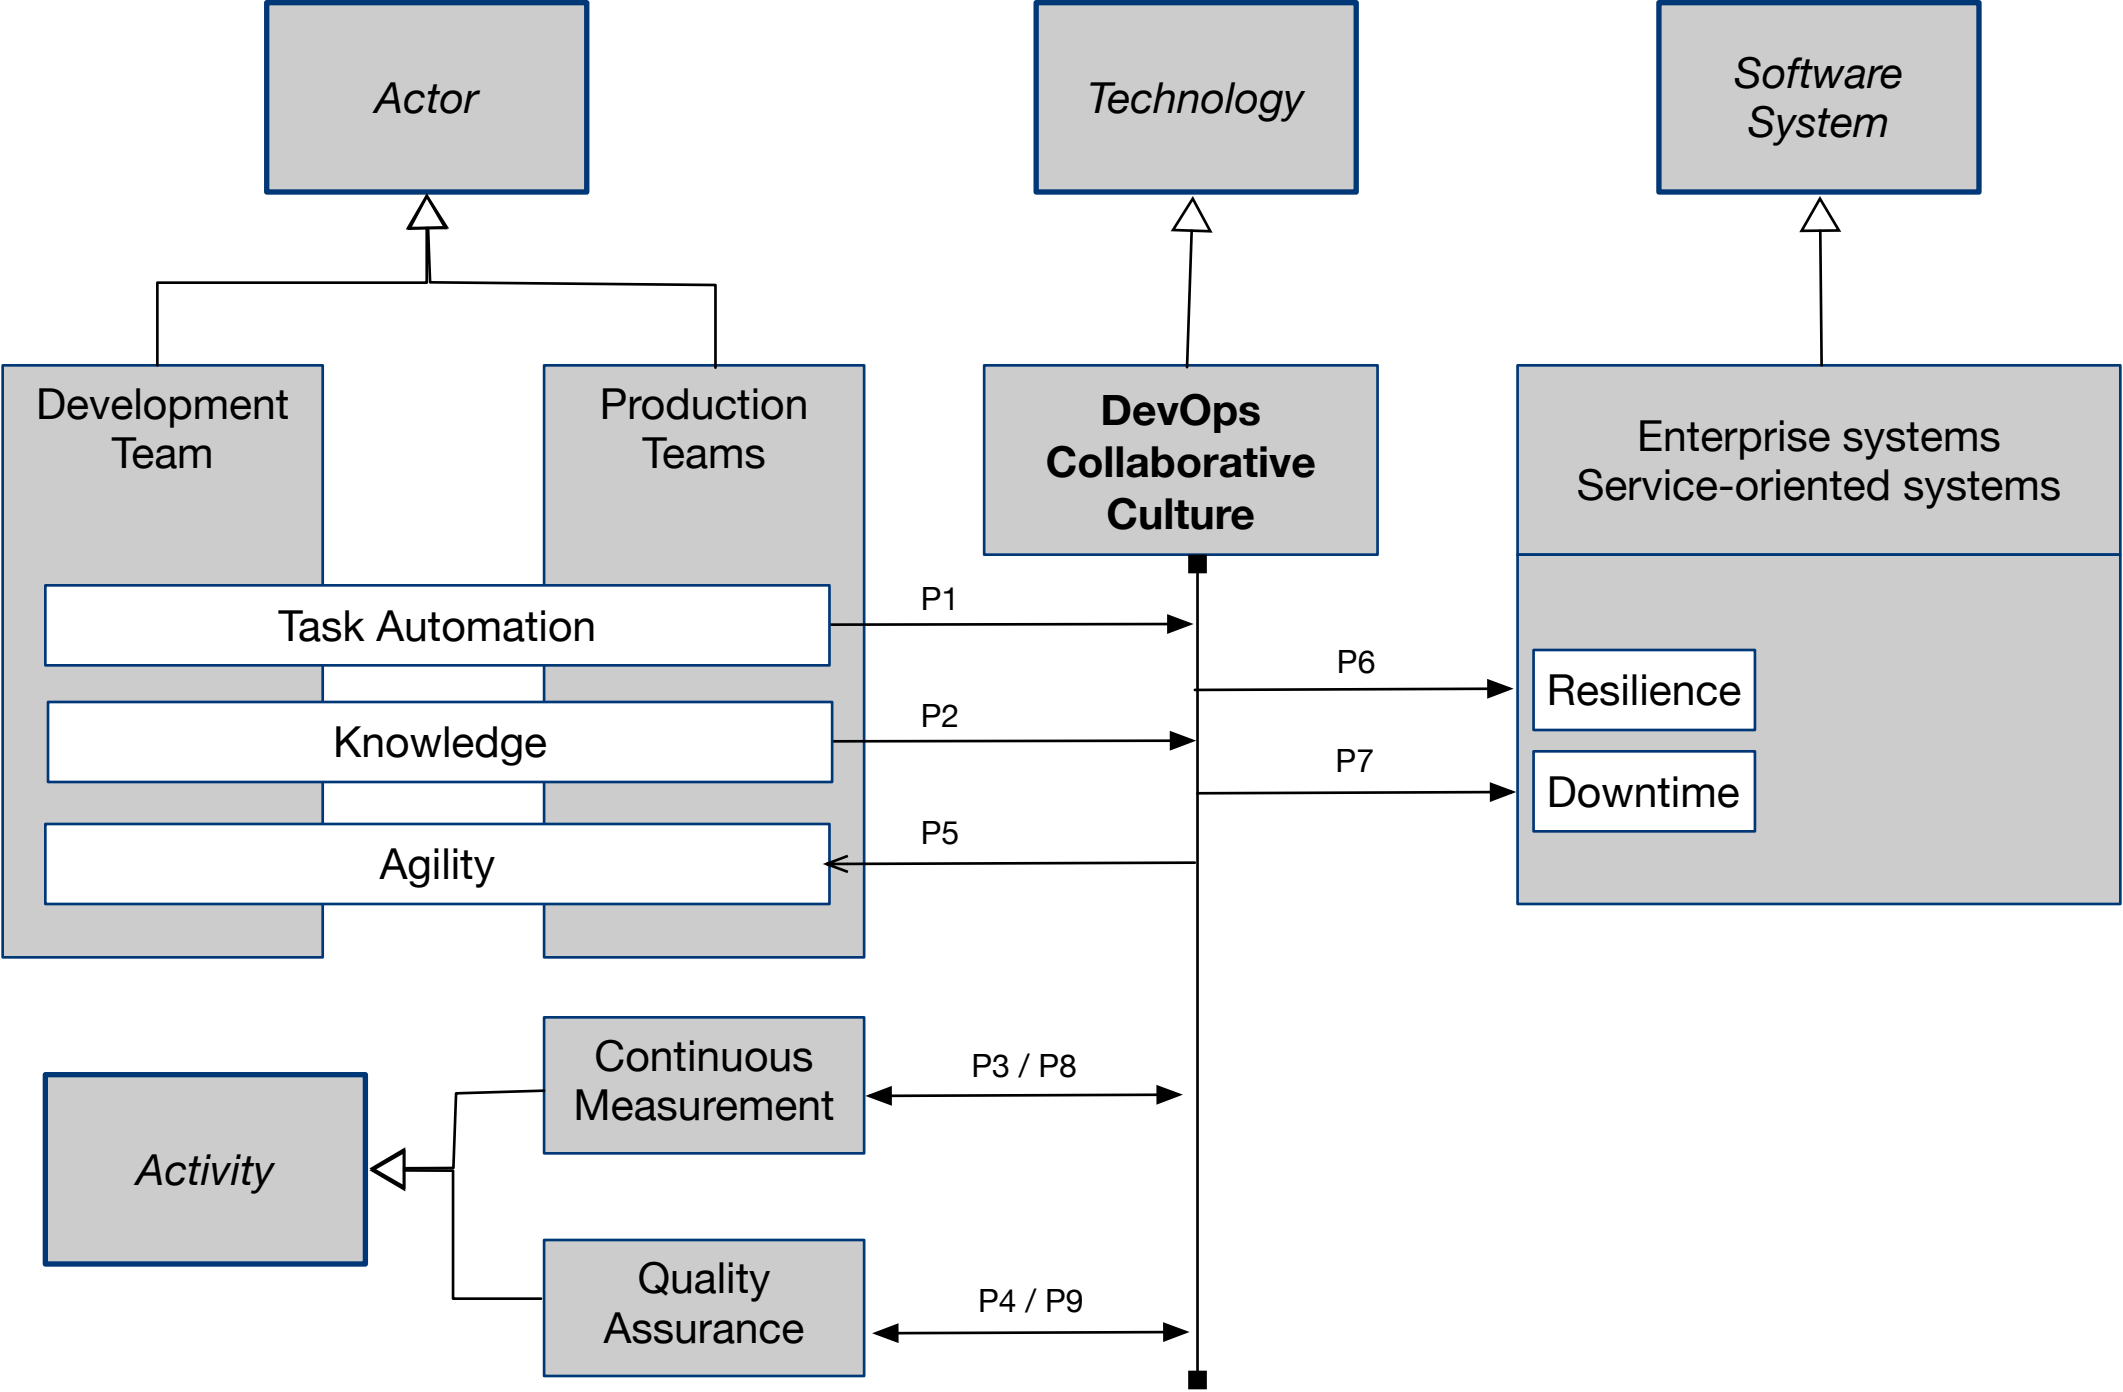 Actor
Technology
Software
System
Development
Team
Production
Teams
DevOps
Collaborative
Culture
Enterprise systems
Service-oriented systems
Task Automation
P1
Knowledge
P2
Agility
P5
P6
Resilience
P7
Downtime
Activity
Continuous
Measurement
P3 / P8
Quality
Assurance
P4 / P9